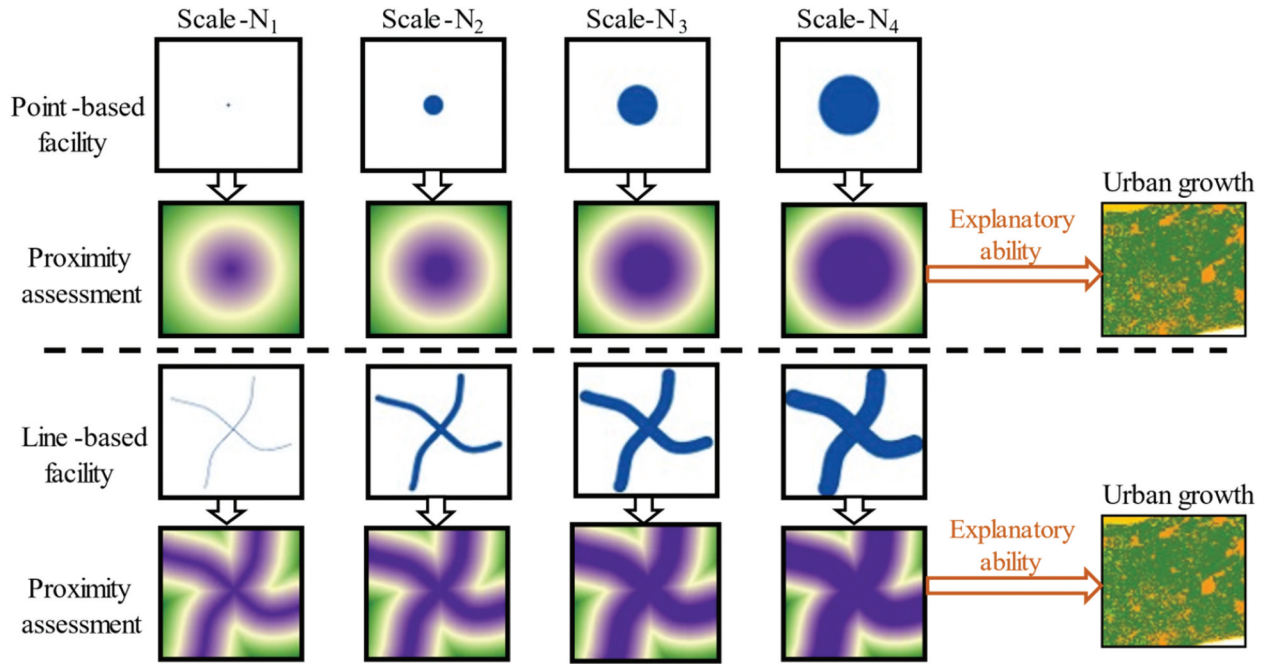 Scale-N1
Scale-N2
Scale-N3
Scale-N4
Point-based
facility
Urban growth
Proximity
assessment
Explanatory
ability
Line-based
facility
Urban growth
Proximity
assessment
Explanatory
ability